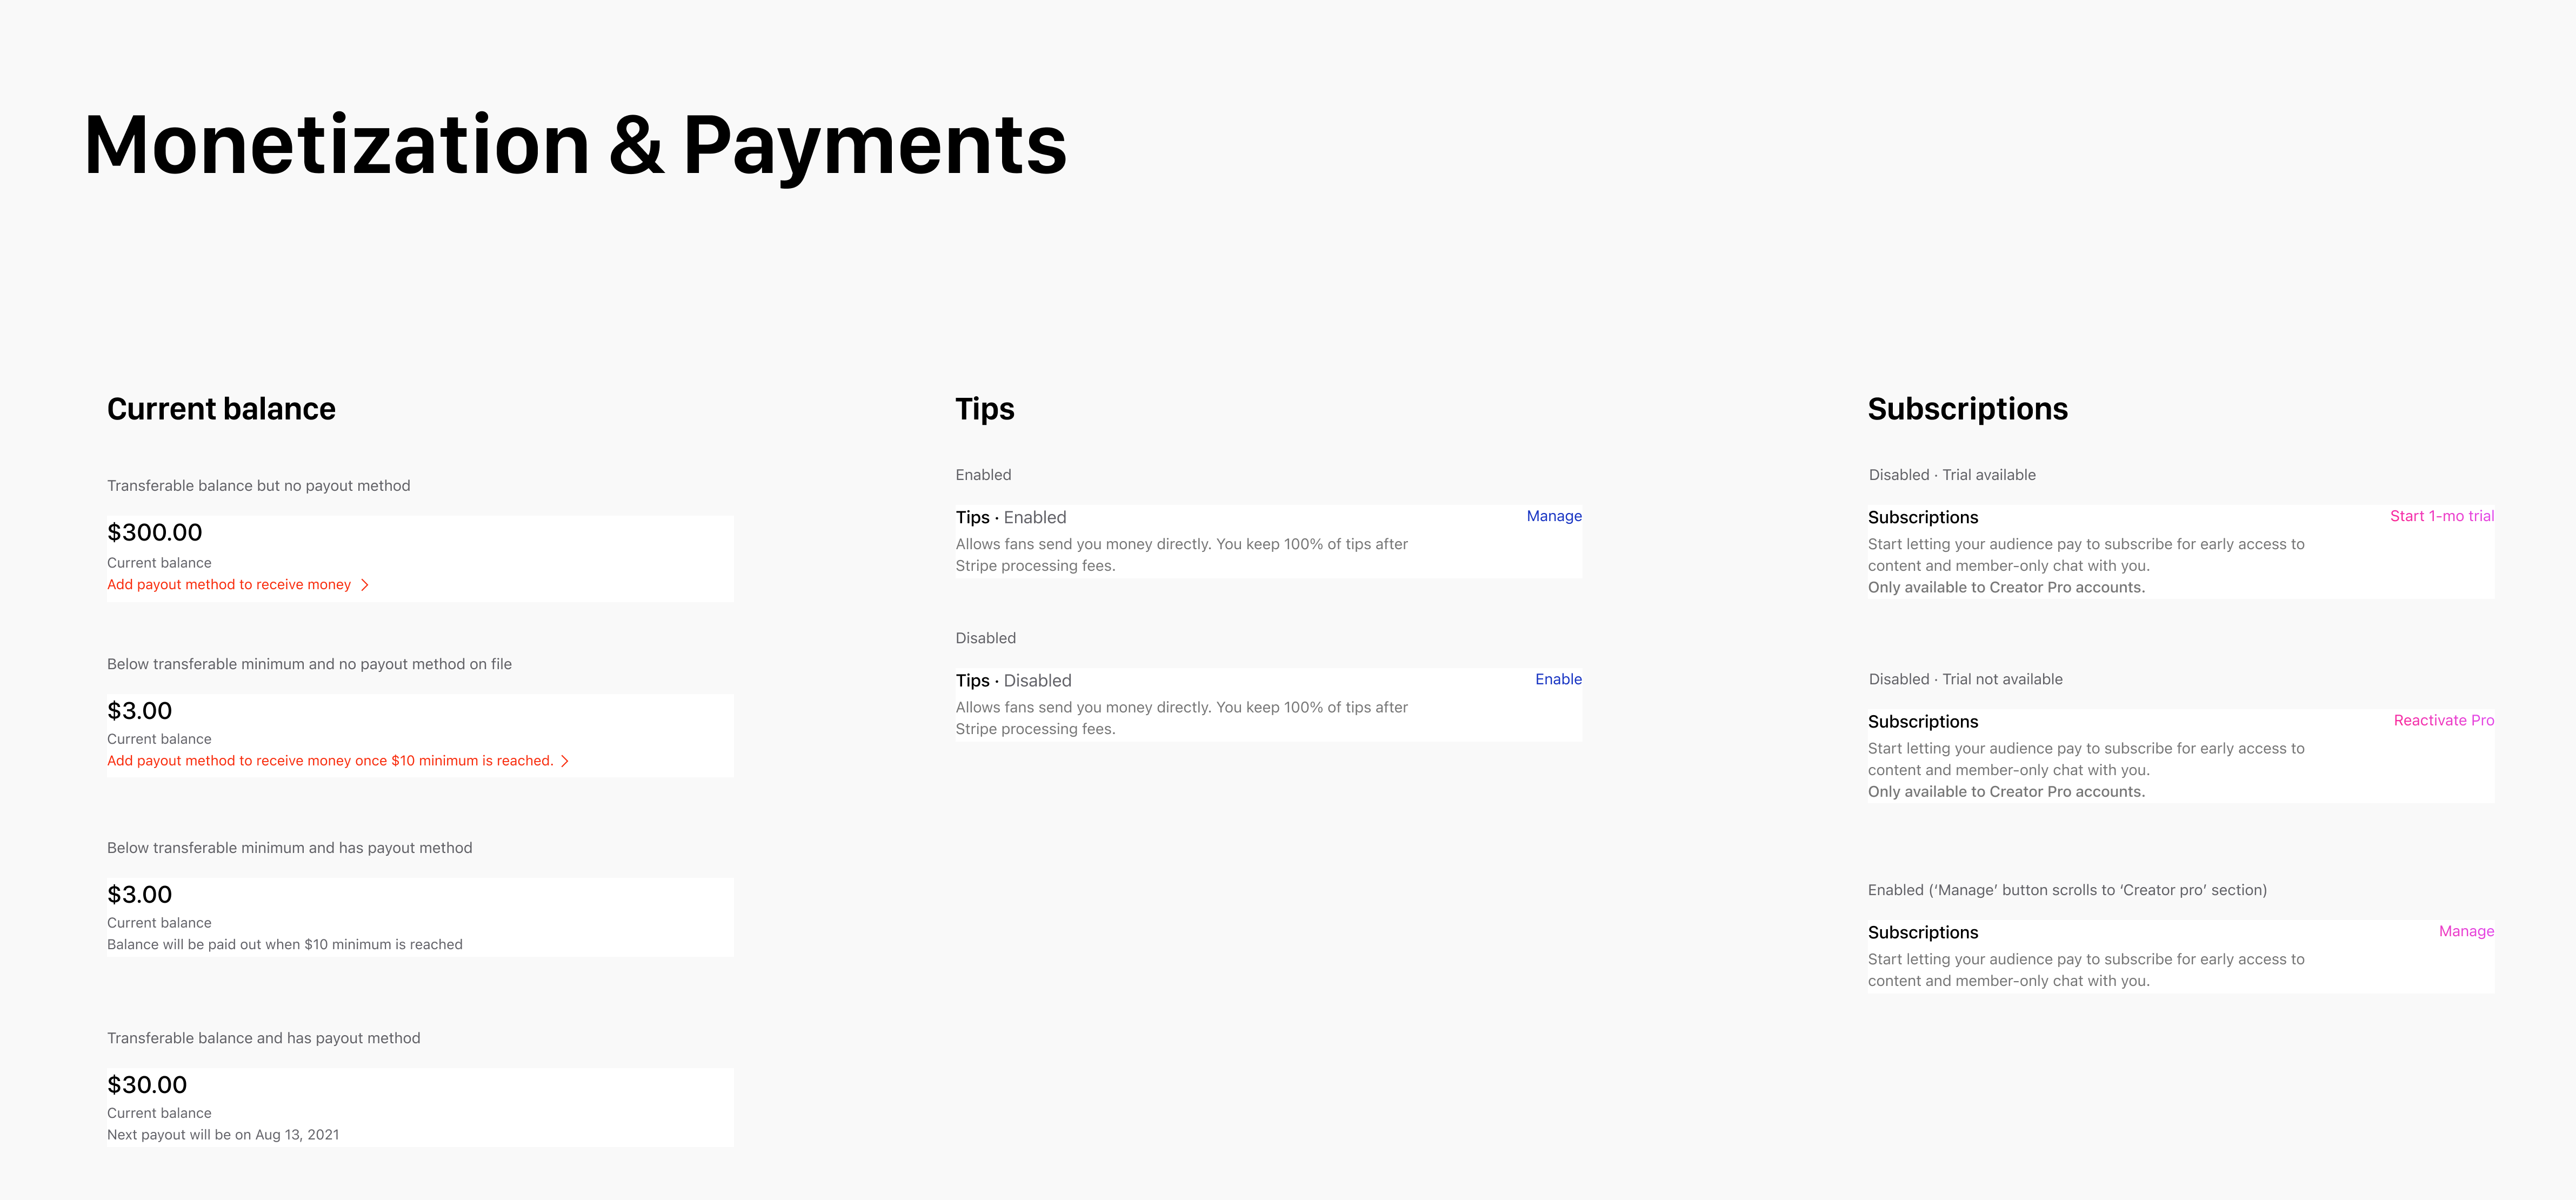 Monetization & Payments
Current balance
Transferable balance but no payout method
$300.00
Current balance
Add payout method to receive money
Below transferable minimum and no payout method on file
$3.00
Current balance
Add payout method to receive money once $10 minimum is reached.
Below transferable minimum and has payout method
$3.00
Current balance
Balance will be paid out when $10 minimum is reached
Transferable balance and has payout method
$30.00
Current balance
Next payout will be on Aug 13, 2021
Tips
Enabled
Tips · Enabled
Manage
Allows fans send you money directly. You keep 100% of tips after
Stripe processing fees.
Disabled
Tips · Disabled
Enable
Allows fans send you money directly. You keep 100% of tips after
Stripe processing fees.
Subscriptions
Disabled · Trial available
Subscriptions
Start 1-mo trial
Start letting your audience pay to subscribe for early access to
content and member-only chat with you.
Only available to Creator Pro accounts.
Disabled · Trial not available
Subscriptions
Reactivate Pro
Start letting your audience pay to subscribe for early access to
content and member-only chat with you.
Only available to Creator Pro accounts.
Enabled (‘Manage’ button scrolls to ‘Creator pro’ section)
Subscriptions
Manage
Start letting your audience pay to subscribe for early access to
content and member-only chat with you.